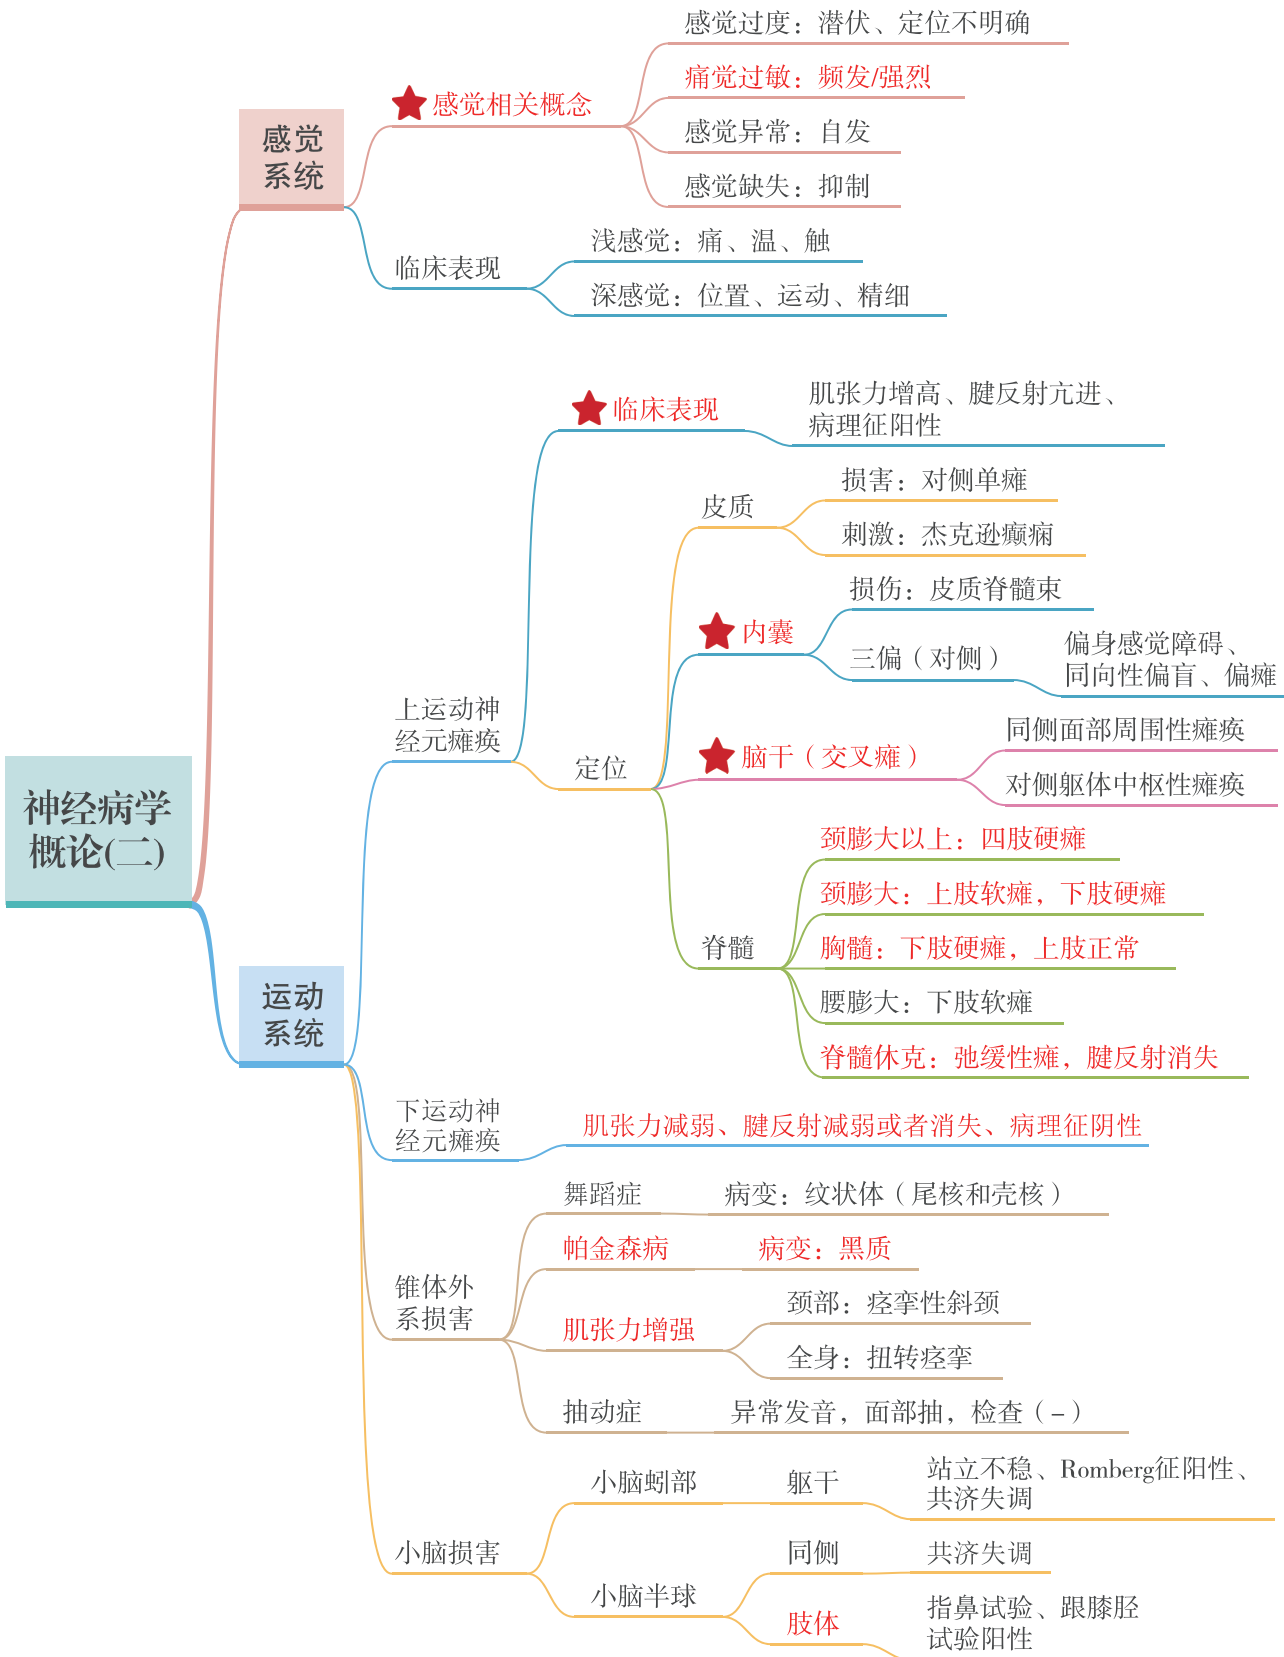 神经病学
概论(二)
感觉
系统
感觉相关概念
感觉过度：潜伏、定位不明确
痛觉过敏：频发/强烈
感觉异常：自发
感觉缺失：抑制
临床表现
浅感觉：痛、温、触
深感觉：位置、运动、精细
运动
系统
上运动神
经元瘫痪
临床表现
肌张力增高、腱反射亢进、
病理征阳性
定位
皮质
损害：对侧单瘫
刺激：杰克逊癫痫
内囊
损伤：皮质脊髓束
三偏（对侧）
偏身感觉障碍、
同向性偏盲、偏瘫
脑干（交叉瘫）
同侧面部周围性瘫痪
对侧躯体中枢性瘫痪
脊髓
颈膨大以上：四肢硬瘫
颈膨大：上肢软瘫，下肢硬瘫
胸髓：下肢硬瘫，上肢正常
腰膨大：下肢软瘫
脊髓休克：弛缓性瘫，腱反射消失
下运动神
经元瘫痪
肌张力减弱、腱反射减弱或者消失、病理征阴性
锥体外
系损害
舞蹈症
病变：纹状体（尾核和壳核）
帕金森病
病变：黑质
肌张力增强
颈部：痉挛性斜颈
全身：扭转痉挛
抽动症
异常发音，面部抽，检查（–）
小脑损害
小脑蚓部
躯干
站立不稳、Romberg征阳性、
共济失调
小脑半球
同侧
共济失调
肢体
指鼻试验、跟膝胫
试验阳性